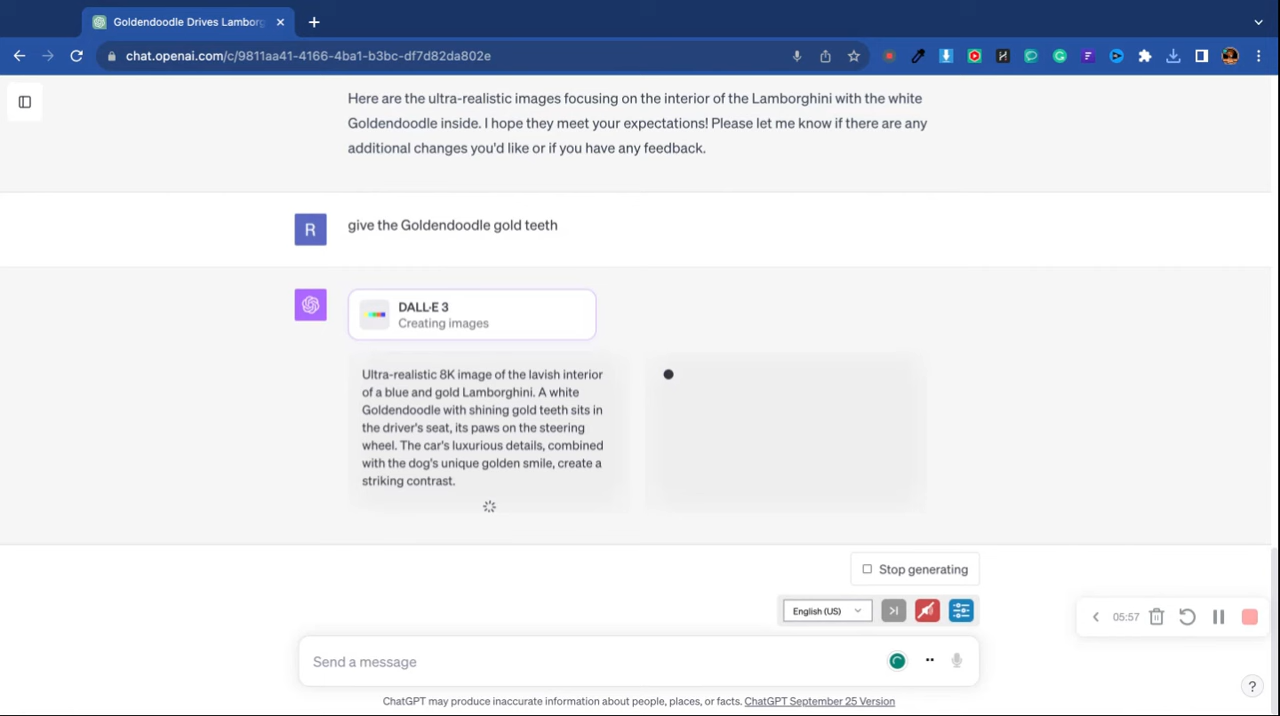 Goldendoodle Drives Lamborg
chat.openai.com/c/9811aa41-4166-4ba1-b3bc-df7d82da802e
Here are the ultra-realistic images focusing on the interior of the Lamborghini with the white
Goldendoodle inside. I hope they meet your expectations! Please let me know if there are any
additional changes you'd like or if you have any feedback.
R
give the Goldendoodle gold teeth
DALL·E 3
Creating images
Ultra-realistic 8K image of the lavish interior
of a blue and gold Lamborghini. A white
Goldendoodle with shining gold teeth sits in
the driver's seat, its paws on the steering
wheel. The car's luxurious details, combined
with the dog's unique golden smile, create a
striking contrast.
Stop generating
English (US)
05:57
Send a message
ChatGPT may produce inaccurate information about people, places, or facts. ChatGPT September 25 Version
?